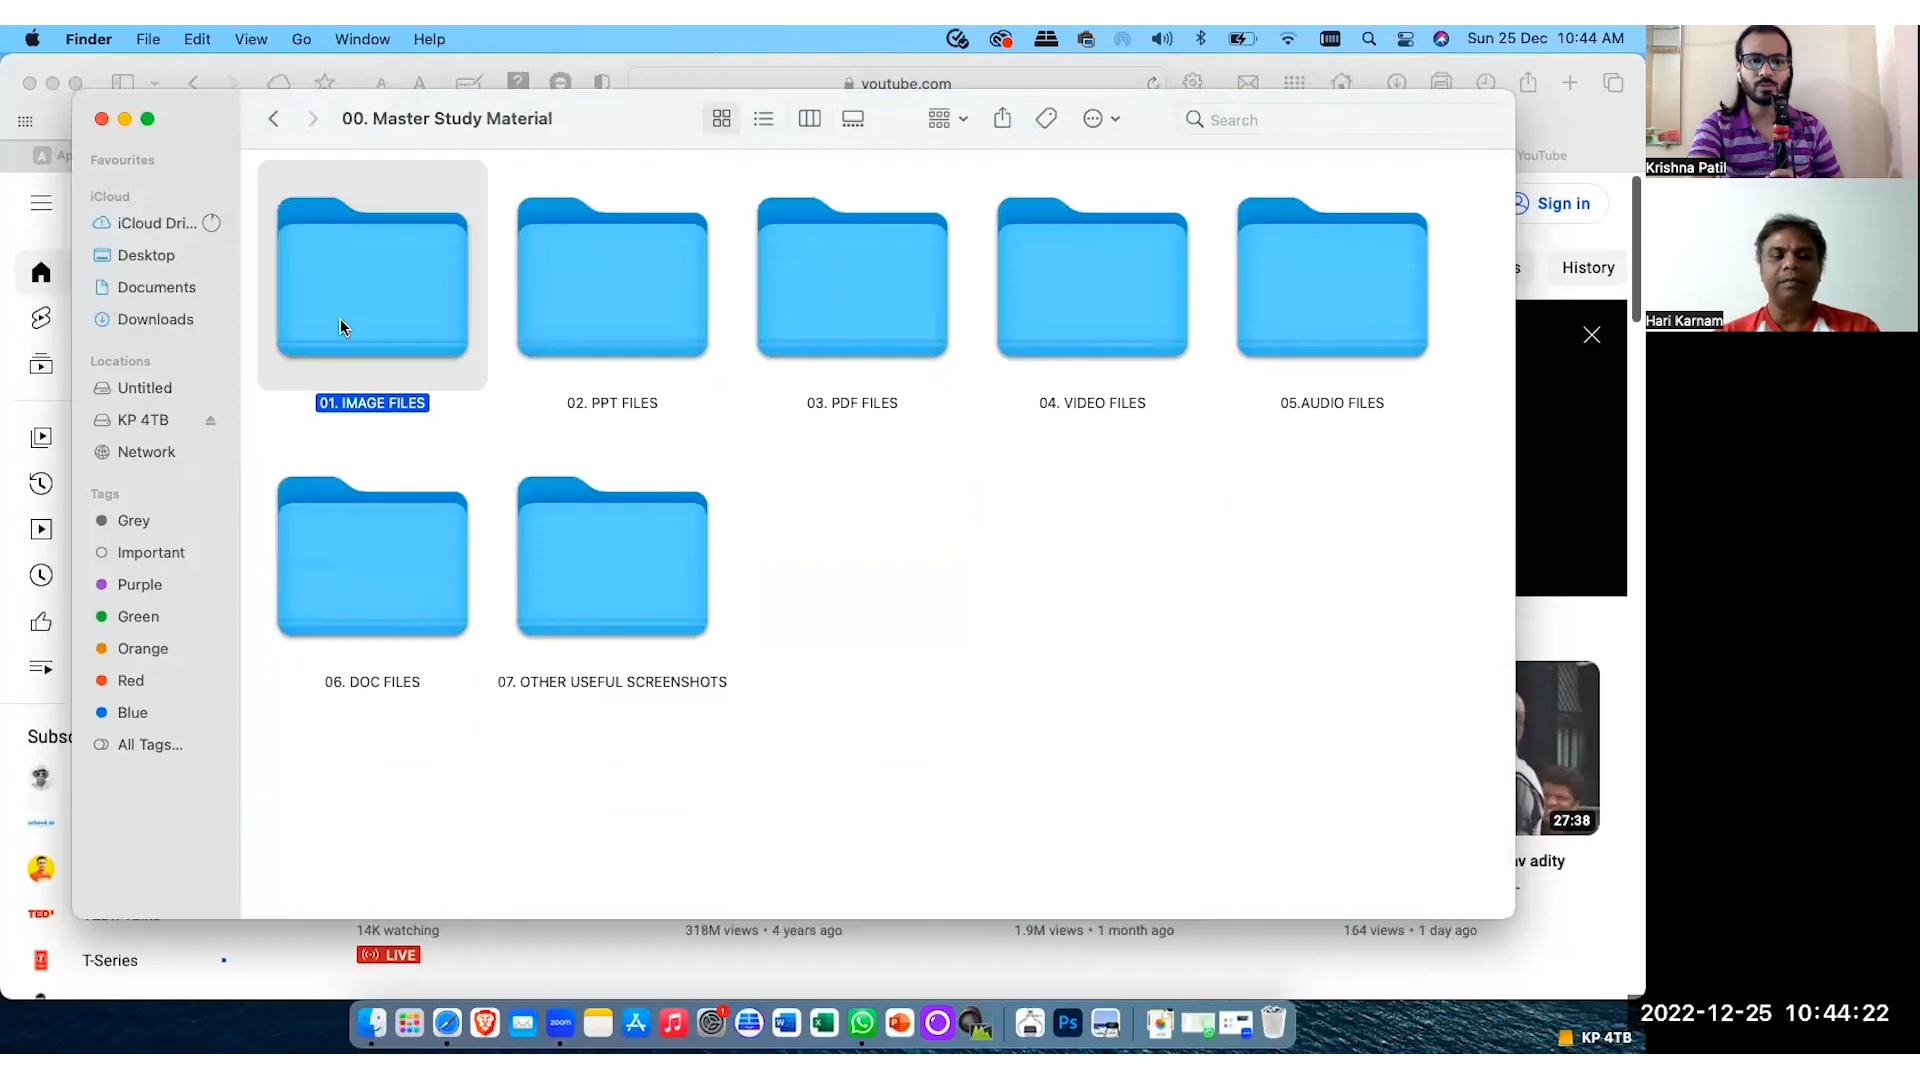 Finder File Edit View Go Window Help
Sun 25 Dec 10:44 AM
youtube.com
00. Master Study Material
Search
YouTube
Favourites
iCloud
iCloud Dri...
Desktop
Documents
Downloads
Locations
Untitled
KP 4TB
Network
Tags
Grey
Important
Purple
Green
Orange
Red
Blue
All Tags...
01. IMAGE FILES
02. PPT FILES
03. PDF FILES
04. VIDEO FILES
05.AUDIO FILES
06. DOC FILES
07. OTHER USEFUL SCREENSHOTS
Sign in
History
27:38
Subsc
TEDx
T-Series
14K watching
LIVE
318M views • 4 years ago
1.9M views • 1 month ago
164 views • 1 day ago
zoom
Ps
KP 4TB
Krishna Patil
Hari Karnam
2022-12-25 10:44:22